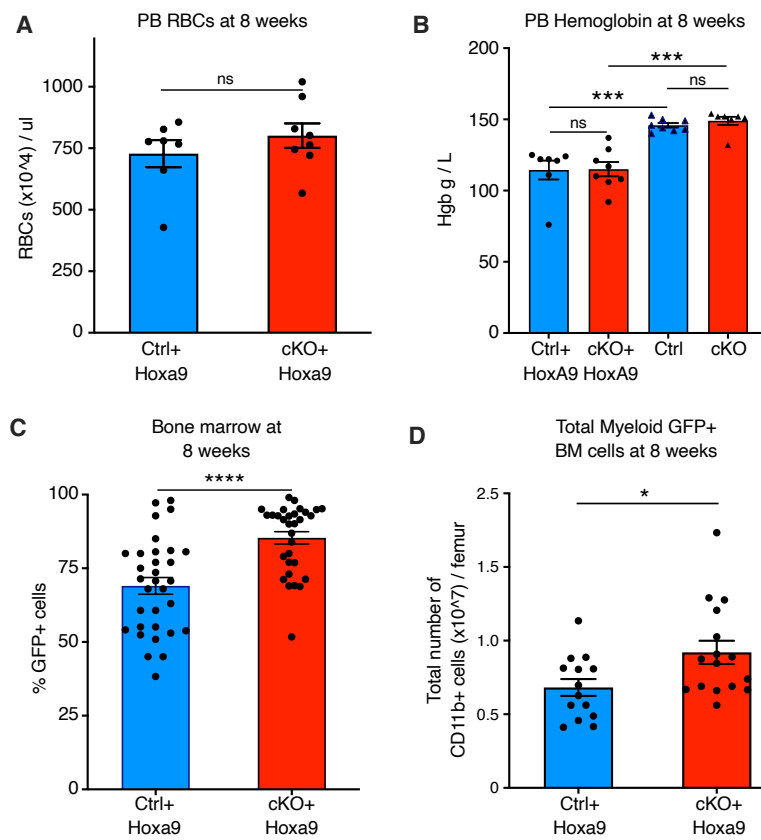 A
PB RBCs at 8 weeks
RBCs (x10^4) / ul
1000
750
500
250
0
ns
Ctrl+
Hoxa9
cKO+
Hoxa9
B
PB Hemoglobin at 8 weeks
Hgb g / L
150
100
50
0
200
***
***
ns
ns
Ctrl+
HoxA9
cKO+
HoxA9
Ctrl
cKO
C
Bone marrow at
8 weeks
% GFP+ cells
100
75
50
25
0
****
Ctrl+
Hoxa9
cKO+
Hoxa9
D
Total Myeloid GFP+
BM cells at 8 weeks
Total number of
CD11b+ cells (x10^7) / femur
2.5
1.5
1.0
0.5
0
*
Ctrl+
Hoxa9
cKO+
Hoxa9